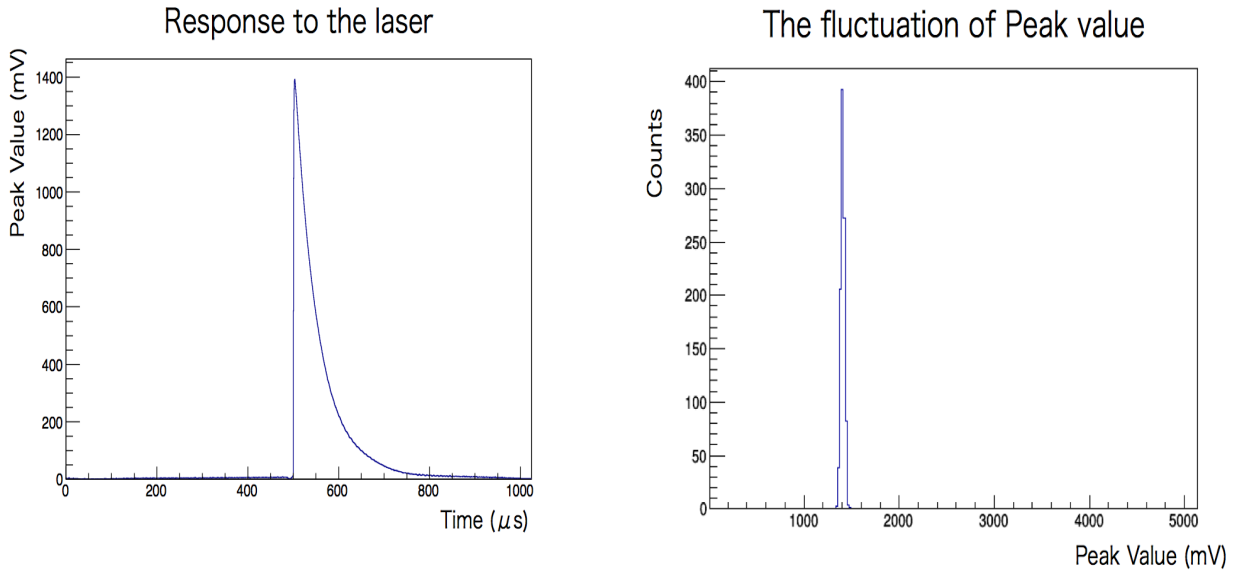 Response to the laser
Peak Value (mV)
1400
1200
1000
800
600
400
200
0
0 200 400 600 800 1000
Time (μs)
The fluctuation of Peak value
Counts
400
350
300
250
200
150
100
50
0
1000 2000 3000 4000 5000
Peak Value (mV)